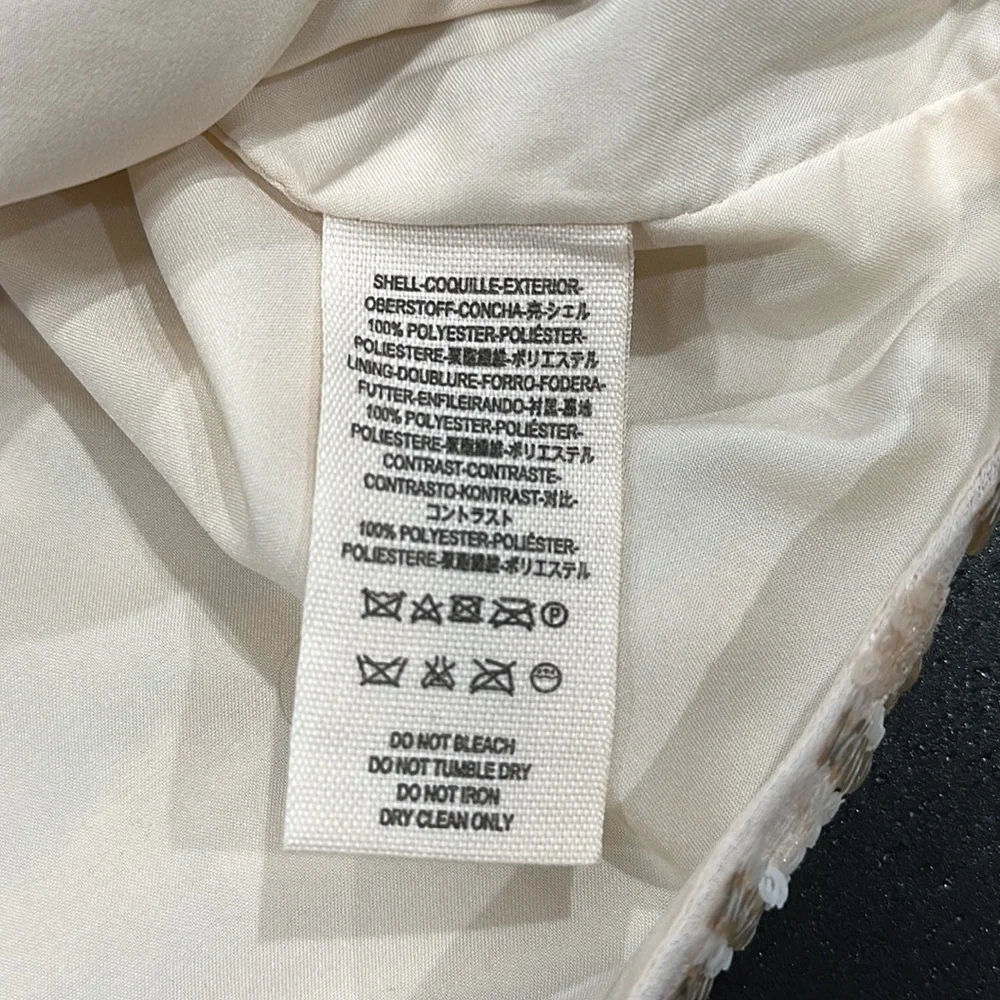 SHELL-COQUILLE-EXTERIOR-
OBERSTOFF-CONCHA-壳-シェル
100% POLYESTER-POLIÉSTER-
POLIESTERE-聚酯纖維-ポリエステル
LINING-DOUBLURE-FORRO-FODERA-
FUTTER-ENFILEIRANDO-衬里-裏地
100% POLYESTER-POLIÉSTER-
POLIESTERE-聚酯纖維-ポリエステル
CONTRAST-CONTRASTE-
CONTRASTO-KONTRAST-对比-
コントラスト
100% POLYESTER-POLIÉSTER-
POLIESTERE-聚酯纖維-ポリエステル
P
DO NOT BLEACH
DO NOT TUMBLE DRY
DO NOT IRON
DRY CLEAN ONLY